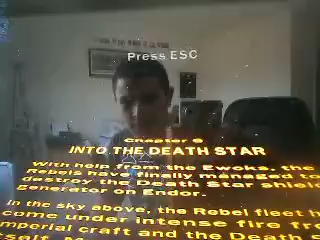 Press ESC
Chapter 6
INTO THE DEATH STAR
With help from the Ewoks, the
Rebels have finally managed to
destroy the Death Star shield
generator on Endor.
In the sky above, the Rebel fleet h
come under intense fire fro
mperial craft and the Death S